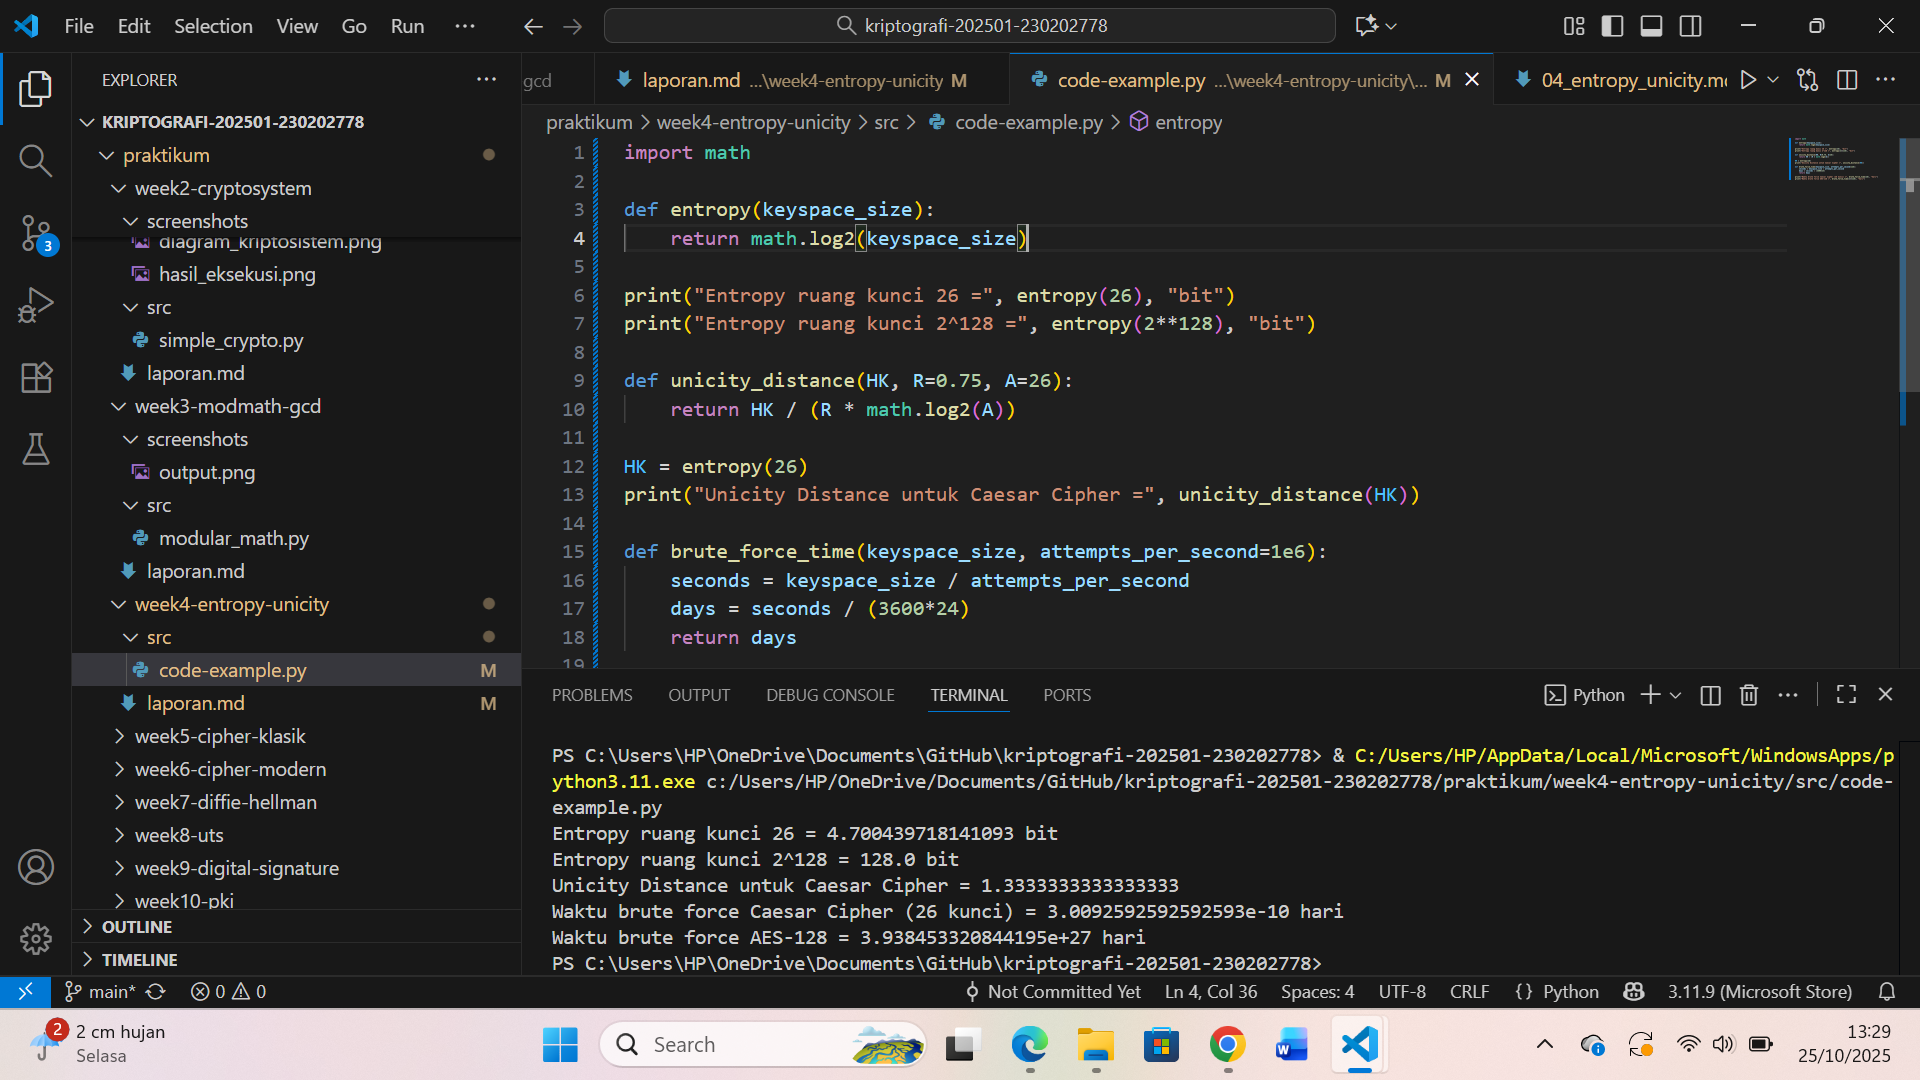 File Edit Selection View Go Run ···
kriptografi-202501-230202778
EXPLORER ···
KRIPTOGRAFI-202501-230202778
praktikum
week2-cryptosystem
screenshots
diagram_kriptosistem.png
hasil_eksekusi.png
src
simple_crypto.py
laporan.md
week3-modmath-gcd
screenshots
output.png
src
modular_math.py
laporan.md
week4-entropy-unicity
src
code-example.py M
laporan.md M
week5-cipher-klasik
week6-cipher-modern
week7-diffie-hellman
week8-uts
week9-digital-signature
week10-pki
OUTLINE
TIMELINE
3
gcd
laporan.md ...\week4-entropy-unicity M
code-example.py ...\week4-entropy-unicity\... M
04_entropy_unicity.md
praktikum > week4-entropy-unicity > src > code-example.py > entropy
1 import math
2
3 def entropy(keyspace_size):
4     return math.log2(keyspace_size)
5
6 print("Entropy ruang kunci 26 =", entropy(26), "bit")
7 print("Entropy ruang kunci 2^128 =", entropy(2**128), "bit")
8
9 def unicity_distance(HK, R=0.75, A=26):
10     return HK / (R * math.log2(A))
11
12 HK = entropy(26)
13 print("Unicity Distance untuk Caesar Cipher =", unicity_distance(HK))
14
15 def brute_force_time(keyspace_size, attempts_per_second=1e6):
16     seconds = keyspace_size / attempts_per_second
17     days = seconds / (3600*24)
18     return days
19
PROBLEMS OUTPUT DEBUG CONSOLE TERMINAL PORTS
Python
PS C:\Users\HP\OneDrive\Documents\GitHub\kriptografi-202501-230202778> & C:/Users/HP/AppData/Local/Microsoft/WindowsApps/p
ython3.11.exe c:/Users/HP/OneDrive/Documents/GitHub/kriptografi-202501-230202778/praktikum/week4-entropy-unicity/src/code-
example.py
Entropy ruang kunci 26 = 4.700439718141093 bit
Entropy ruang kunci 2^128 = 128.0 bit
Unicity Distance untuk Caesar Cipher = 1.3333333333333333
Waktu brute force Caesar Cipher (26 kunci) = 3.0092592592592593e-10 hari
Waktu brute force AES-128 = 3.938453320844195e+27 hari
PS C:\Users\HP\OneDrive\Documents\GitHub\kriptografi-202501-230202778>
main* 0 0 Not Committed Yet Ln 4, Col 36 Spaces: 4 UTF-8 CRLF {} Python 3.11.9 (Microsoft Store)
2
2 cm hujan
Selasa
Search
13:29
25/10/2025